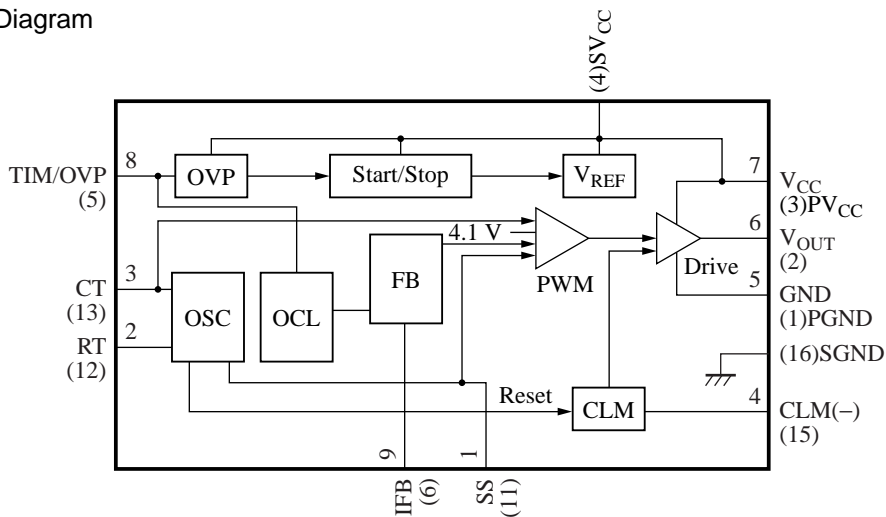 Diagram
(4)SVCC
TIM/OVP
8
(5)
OVP
Start/Stop
VREF
7
VCC
(3)PVCC
4.1 V
PWM
Drive
6
VOUT
(2)
5
GND
(1)PGND
CT
3
(13)
RT
2
(12)
OSC
OCL
FB
(16)SGND
Reset
CLM
4
CLM(−)
(15)
9
IFB
(6)
1
SS
(11)